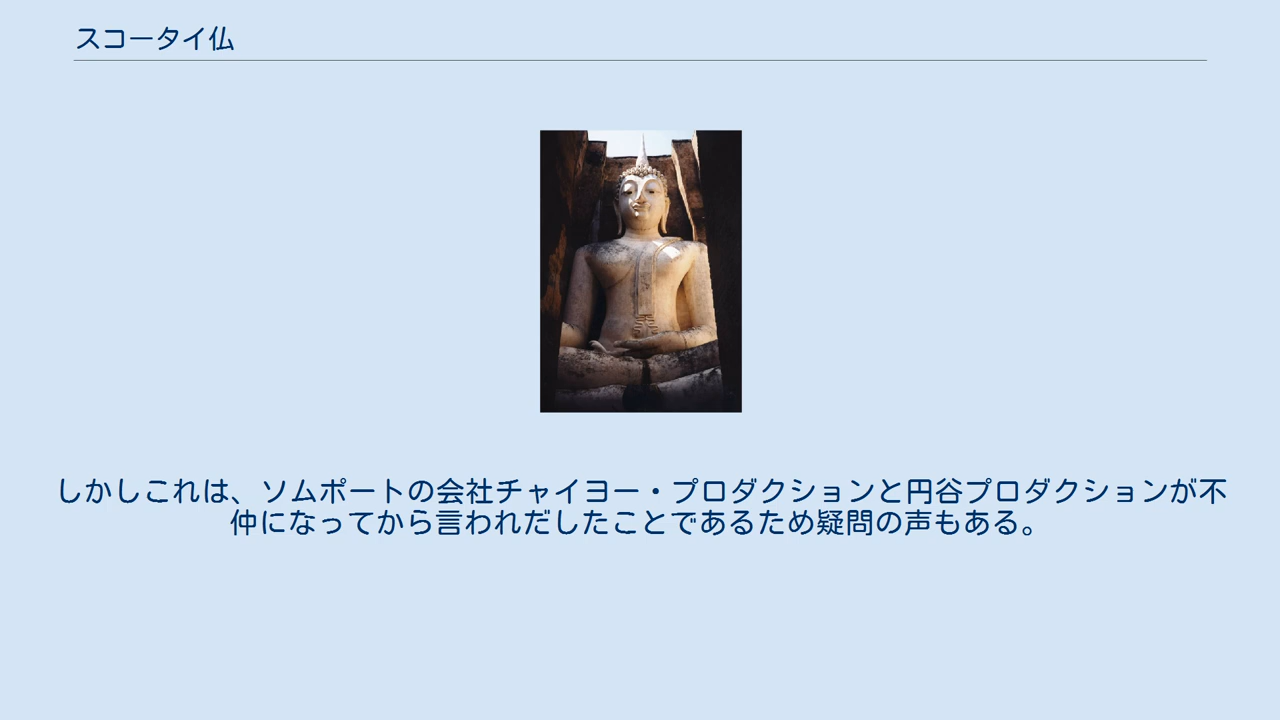 スコータイ仏
しかしこれは、ソムポートの会社チャイヨー・プロダクションと円谷プロダクションが不
仲になってから言われだしたことであるため疑問の声もある。